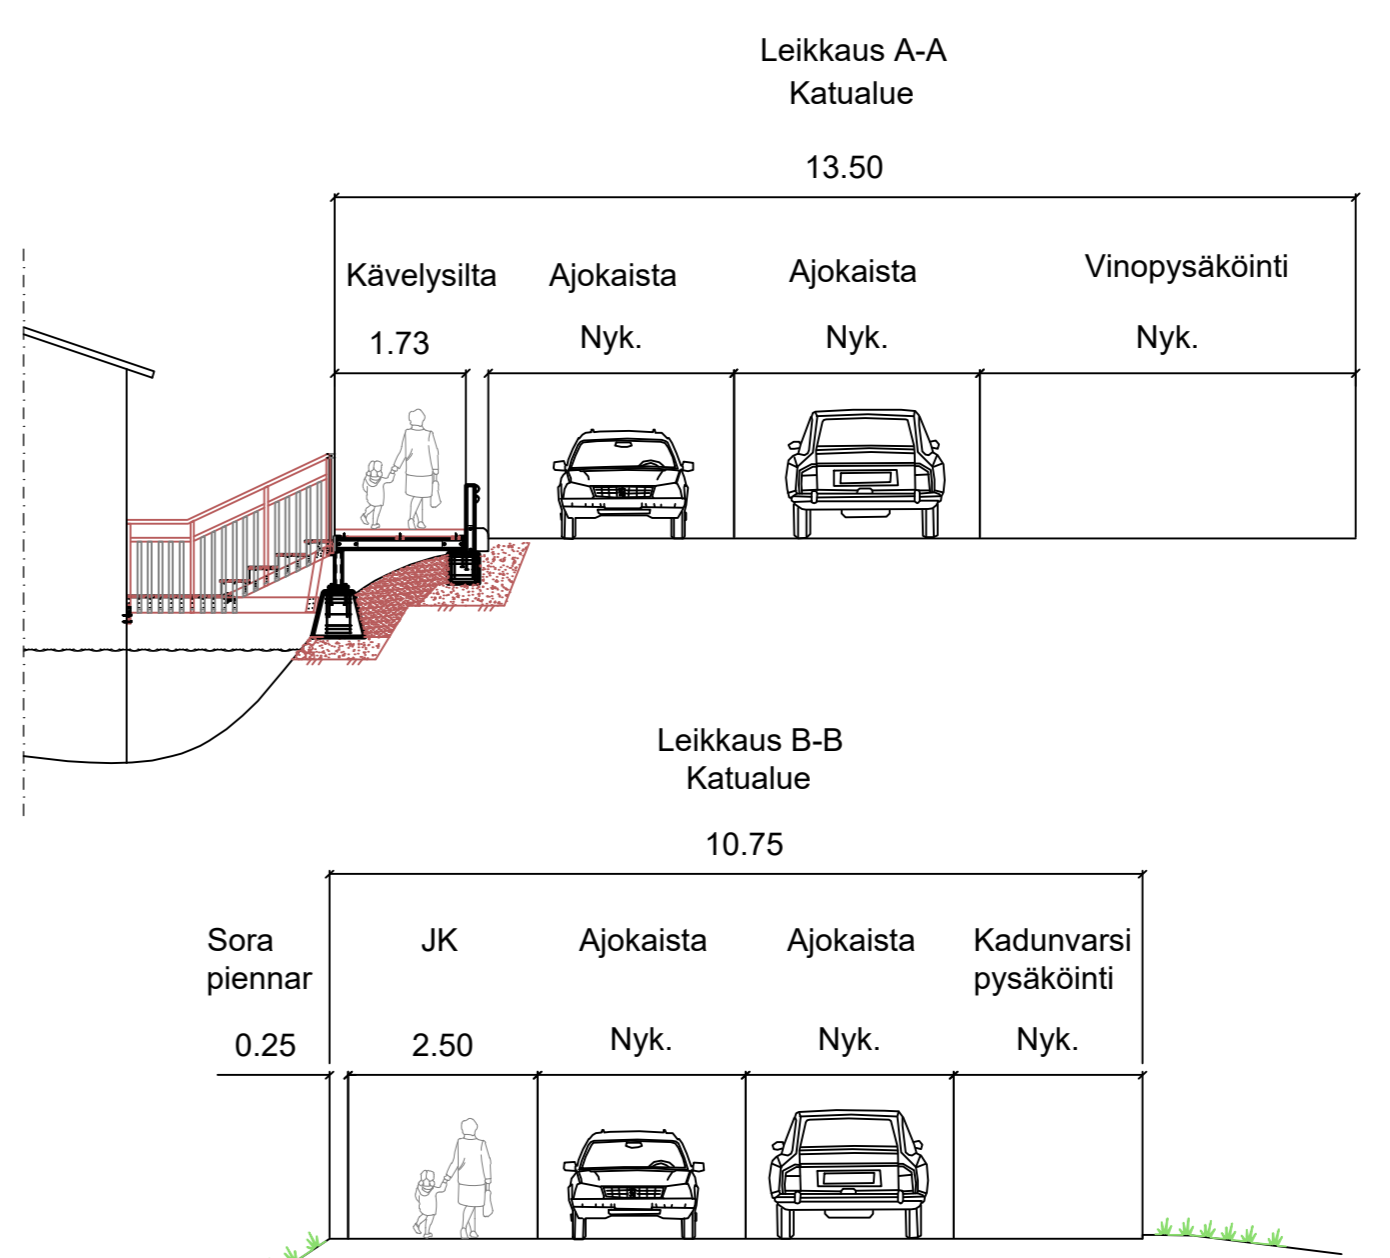 Leikkaus A-A
Katualue
13.50
Kävelysilta Ajokaista Ajokaista Vinopysäköinti
1.73 Nyk. Nyk. Nyk.
Leikkaus B-B
Katualue
10.75
Sora JK Ajokaista Ajokaista Kadunvarsi
piennar pysäköinti
0.25 2.50 Nyk. Nyk. Nyk.